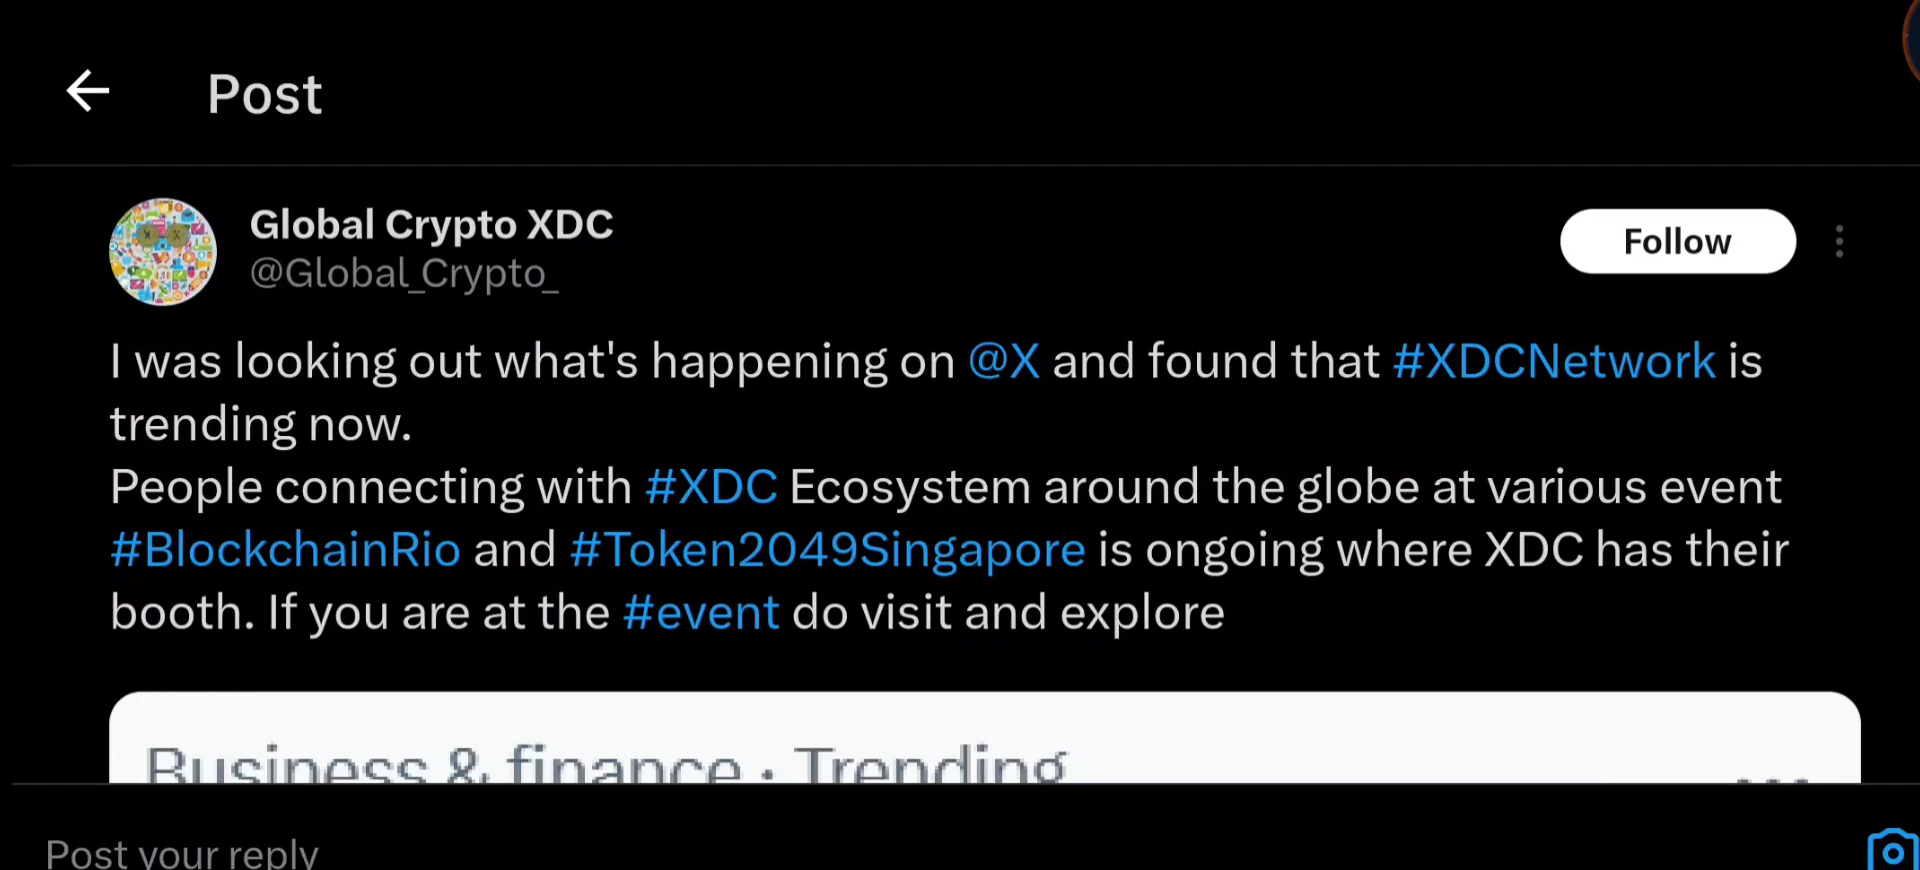 Post
Global Crypto XDC
Follow
@Global_Crypto_
I was looking out what's happening on @X and found that #XDCNetwork is
trending now.
People connecting with #XDC Ecosystem around the globe at various event
#BlockchainRio and #Token2049Singapore is ongoing where XDC has their
booth. If you are at the #event do visit and explore
Business & finance · Trending
Post your reply